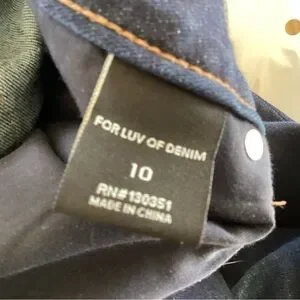 FOR LUV OF DENIM
10
RN#130351
MADE IN CHINA